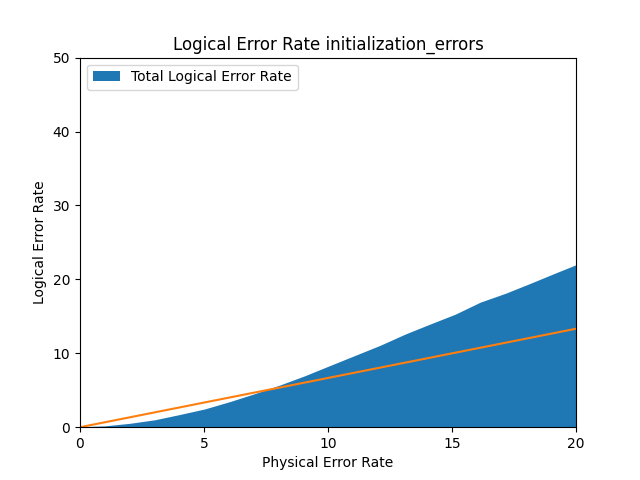 Logical Error Rate initialization_errors
Total Logical Error Rate
Logical Error Rate
50
40
30
20
10
0
0 5 10 15 20
Physical Error Rate